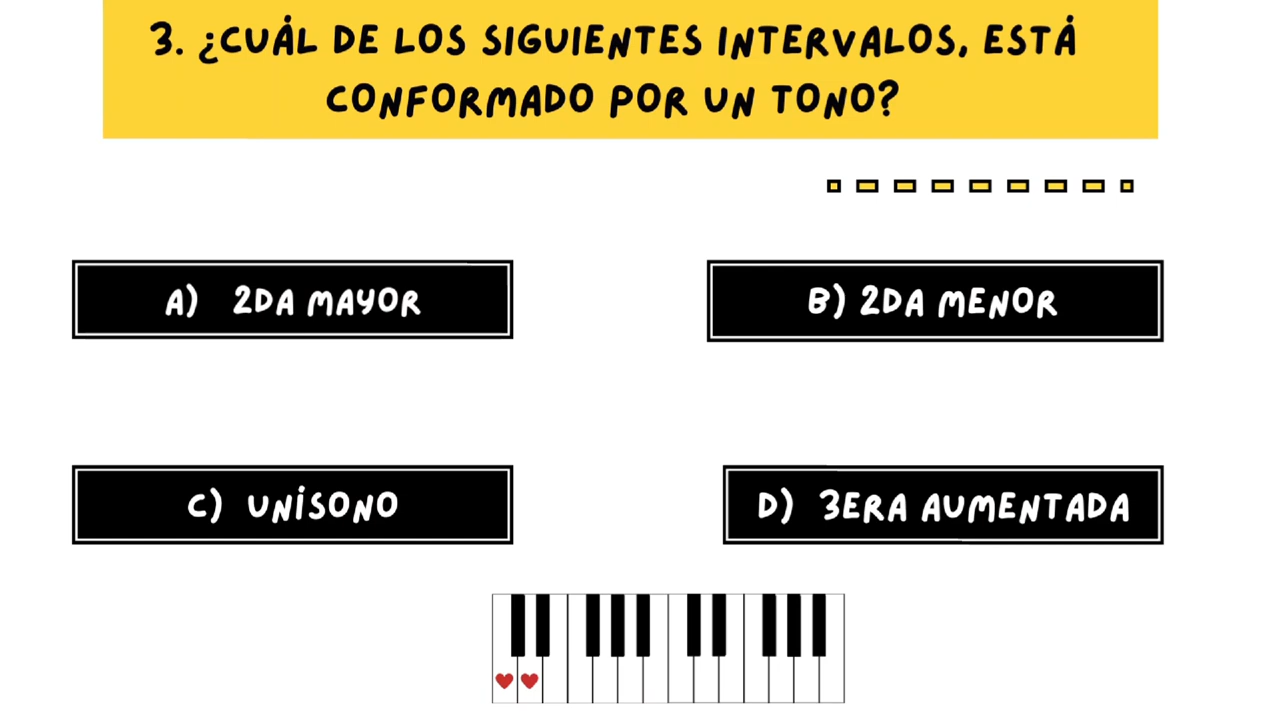 3. ¿CUÁL DE LOS SIGUIENTES INTERVALOS, ESTÁ
CONFORMADO POR UN TONO?
A) 2DA MAYOR
B) 2DA MENOR
C) UNÍSONO
D) 3ERA AUMENTADA